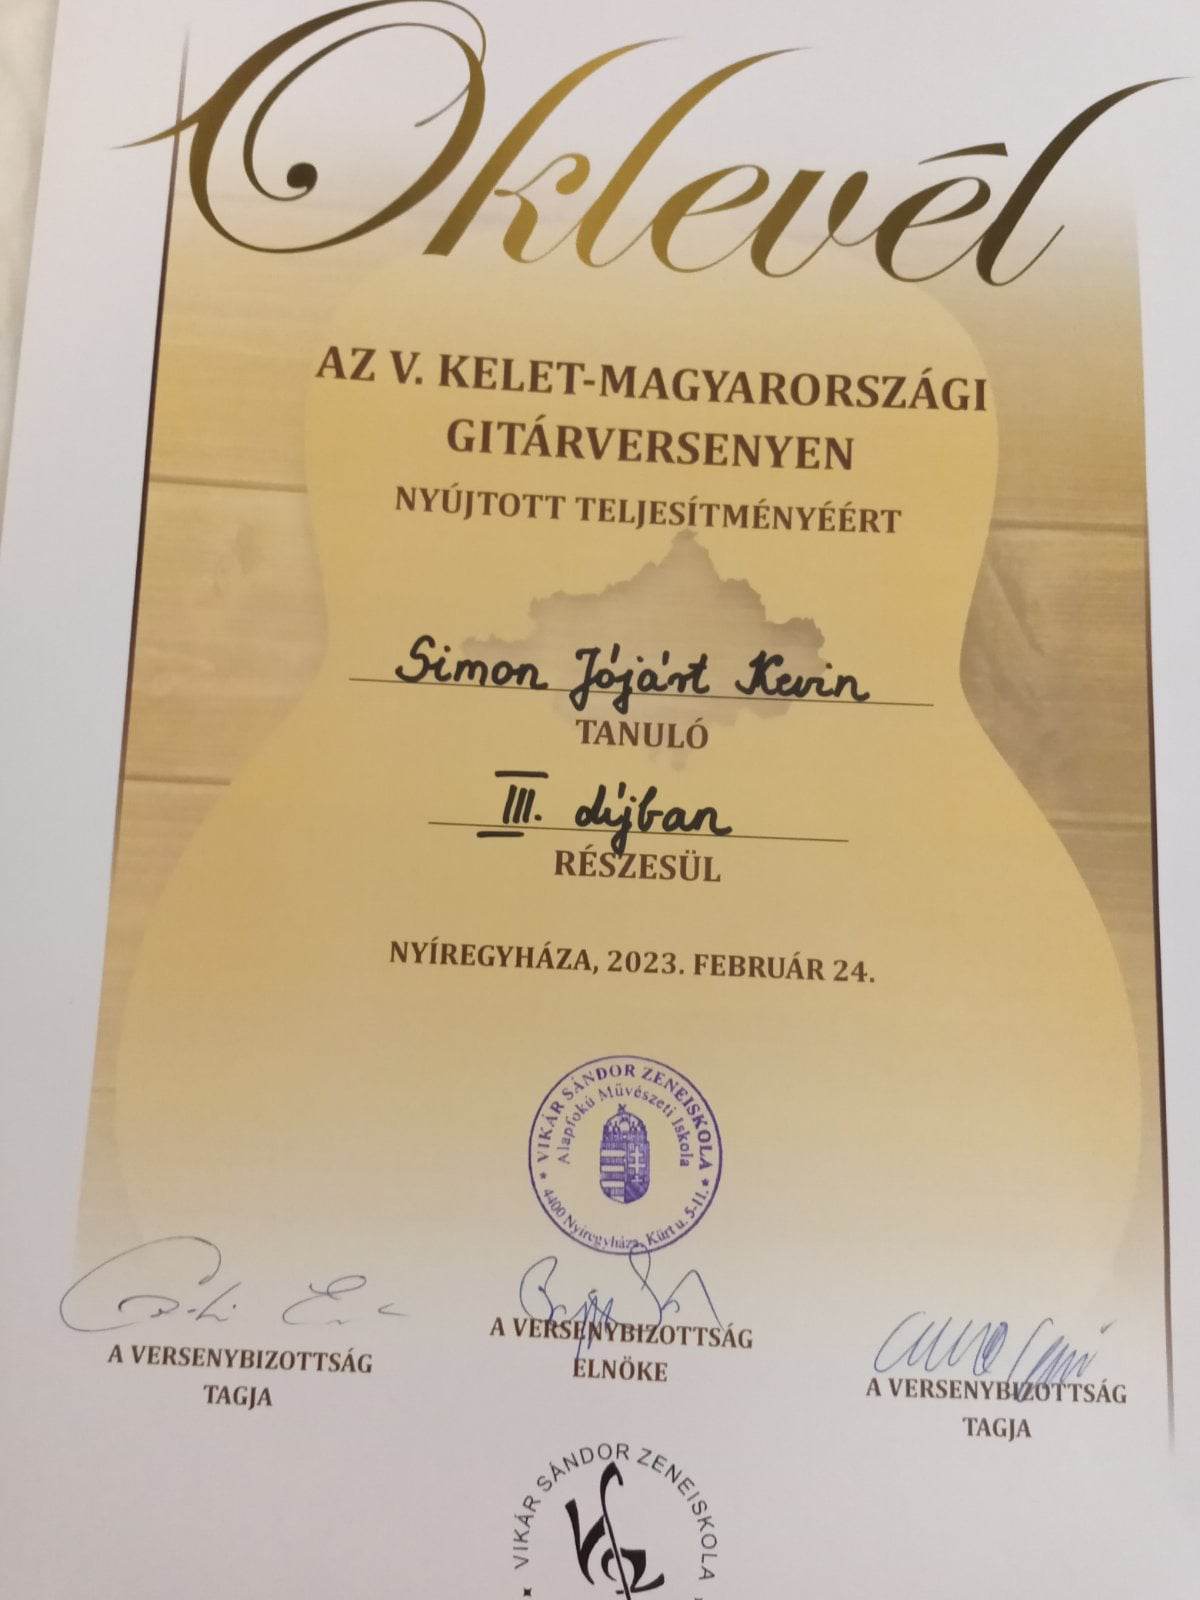 Oklevél
AZ V. KELET-MAGYARORSZÁGI
GITÁRVERSENYEN
NYÚJTOTT TELJESÍTMÉNYÉÉRT
Simon Jójárt Kevin
TANULÓ
III. díjban
RÉSZESÜL
NYÍREGYHÁZA, 2023. FEBRUÁR 24.
VIKÁR SÁNDOR ZENEISKOLA
Alapfokú Művészeti Iskola
4400 Nyíregyháza, Kürt u. 5-11.
A VERSENYBIZOTTSÁG
TAGJA
A VERSENYBIZOTTSÁG
ELNÖKE
A VERSENYBIZOTTSÁG
TAGJA
VIKÁR SÁNDOR ZENEISKOLA